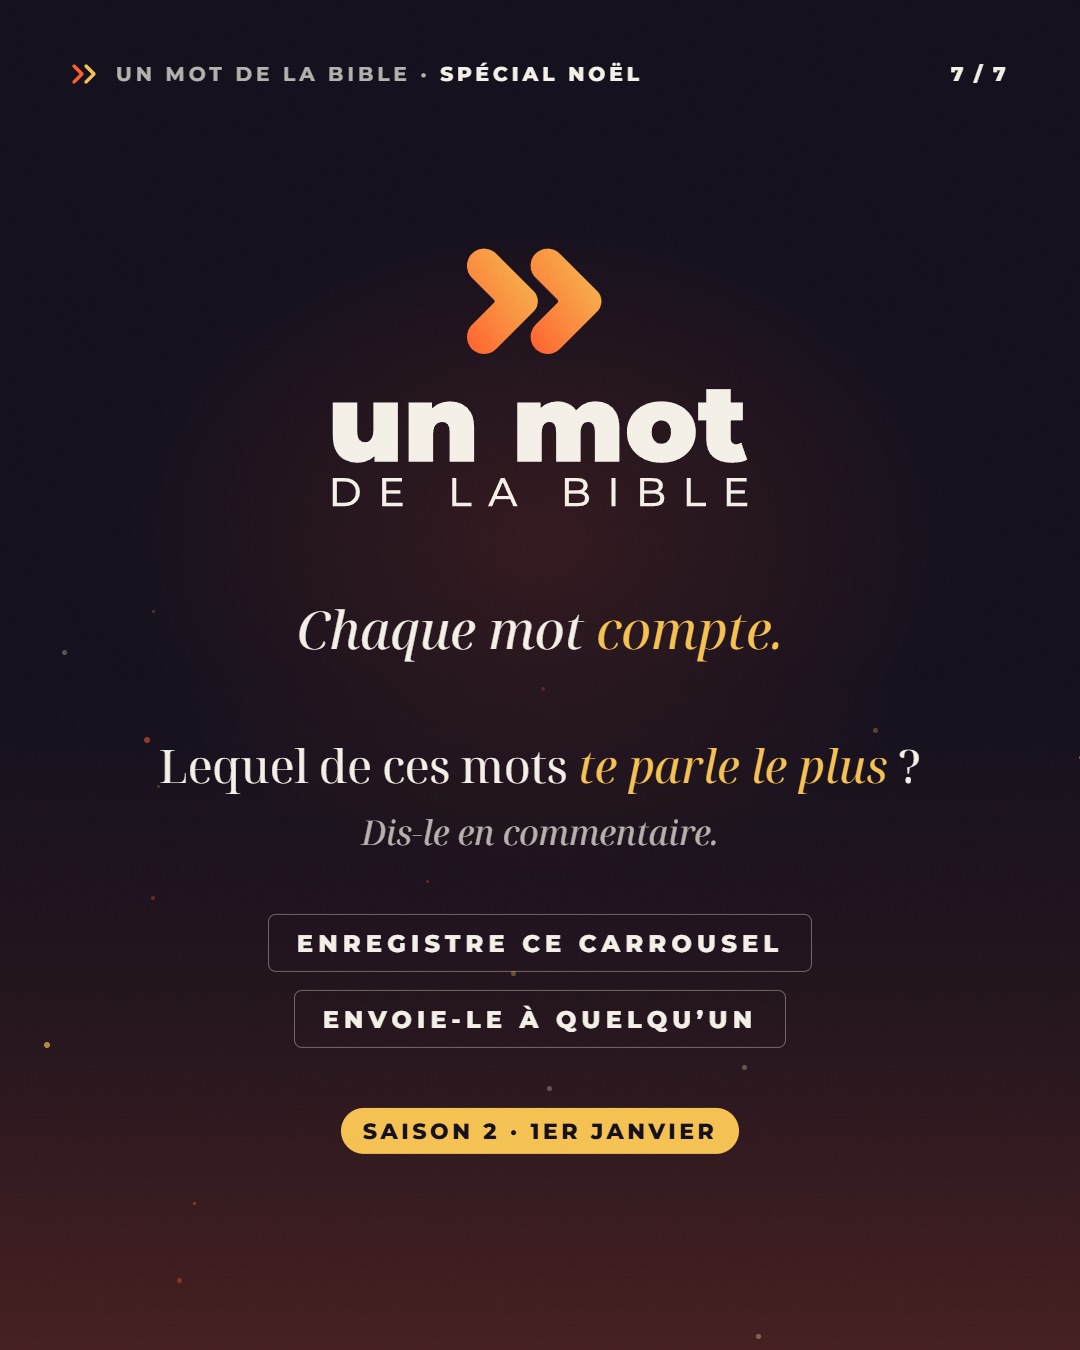 UN MOT DE LA BIBLE · SPÉCIAL NOËL
7 / 7
un mot
DE LA BIBLE
Chaque mot compte.
Lequel de ces mots te parle le plus ?
Dis-le en commentaire.
ENREGISTRE CE CARROUSEL
ENVOIE-LE À QUELQU’UN
SAISON 2 · 1ER JANVIER